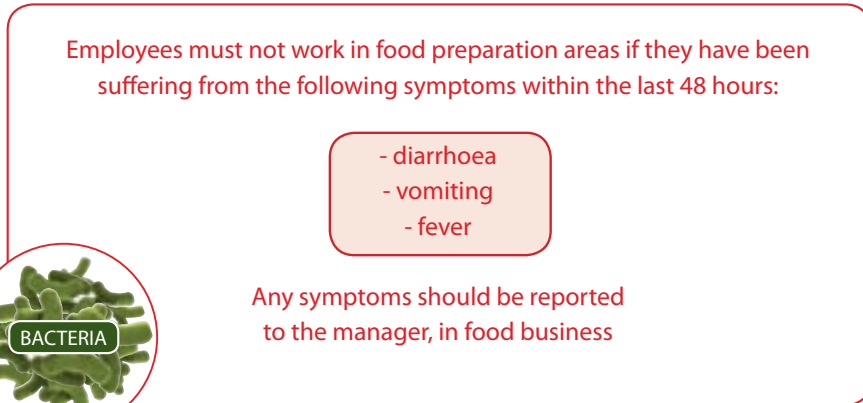 Employees must not work in food preparation areas if they have been
suffering from the following symptoms within the last 48 hours:
- diarrhoea
- vomiting
- fever
Any symptoms should be reported
to the manager, in food business
BACTERIA